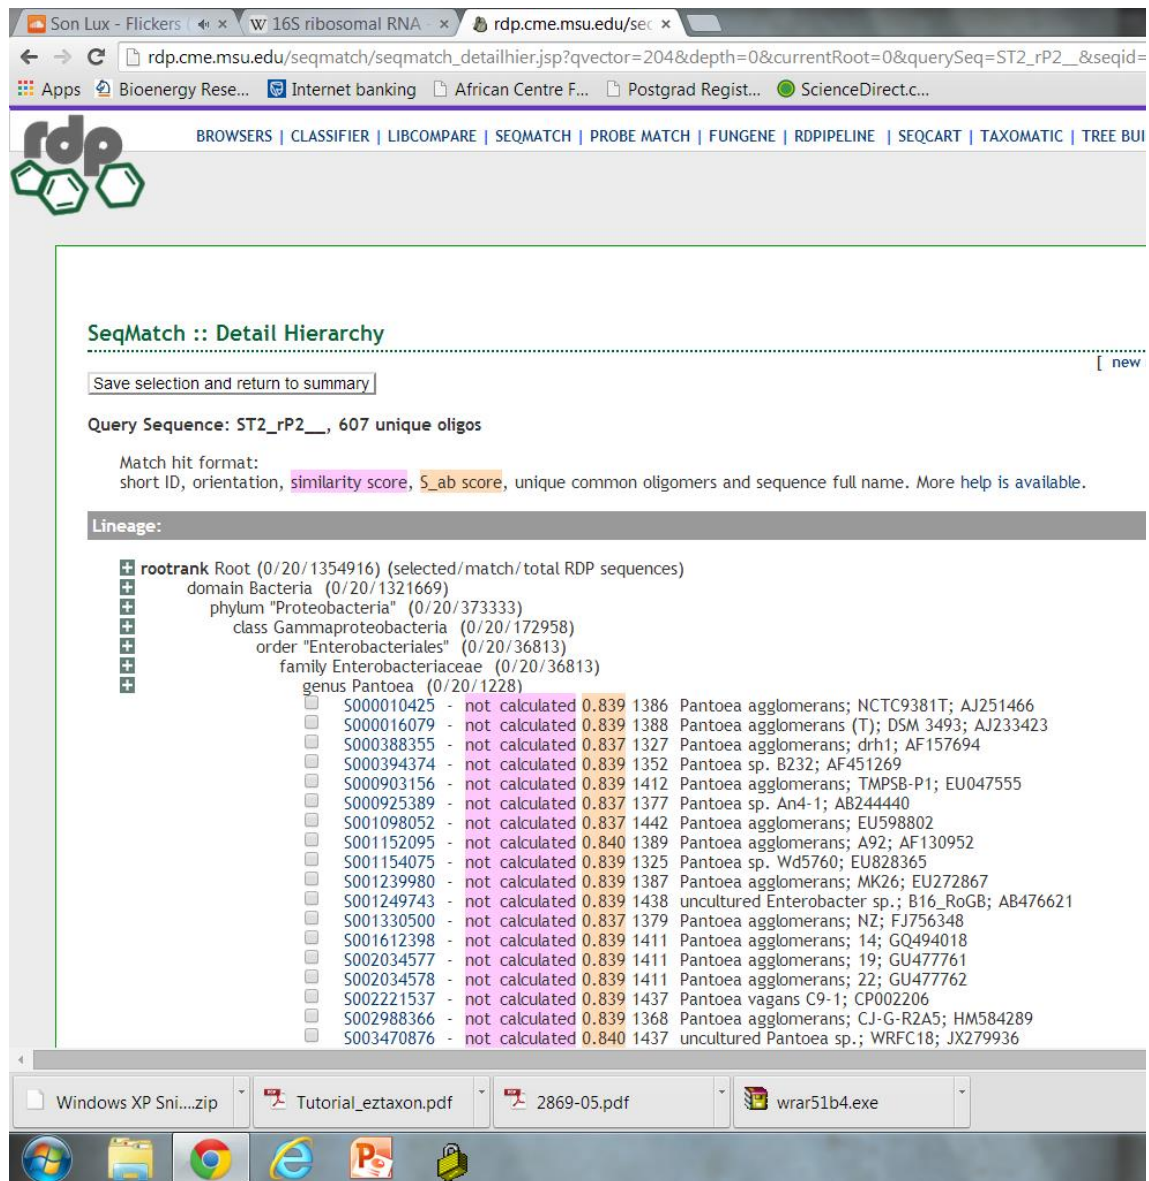 Son Lux - Flickers (
16S ribosomal RNA -
rdp.cme.msu.edu/sec
rdp.cme.msu.edu/seqmatch/seqmatch_detailhier.jsp?qvector=204&depth=0&currentRoot=0&querySeq=ST2_rP2__&seqid=
Apps Bioenergy Rese... Internet banking African Centre F... Postgrad Regist... ScienceDirect.c...
rdp
BROWSERS | CLASSIFIER | LIBCOMPARE | SEQMATCH | PROBE MATCH | FUNGENE | RDPIPELINE | SEQCART | TAXOMATIC | TREE BUI
SeqMatch :: Detail Hierarchy
[ new
Save selection and return to summary
Query Sequence: ST2_rP2__, 607 unique oligos
Match hit format:
short ID, orientation, similarity score, S_ab score, unique common oligomers and sequence full name. More help is available.
Lineage:
rootrank Root (0/20/1354916) (selected/match/total RDP sequences)
domain Bacteria (0/20/1321669)
phylum "Proteobacteria" (0/20/373333)
class Gammaproteobacteria (0/20/172958)
order "Enterobacteriales" (0/20/36813)
family Enterobacteriaceae (0/20/36813)
genus Pantoea (0/20/1228)
S000010425 - not calculated 0.839 1386 Pantoea agglomerans; NCTC9381T; AJ251466
S000016079 - not calculated 0.839 1388 Pantoea agglomerans (T); DSM 3493; AJ233423
S000388355 - not calculated 0.837 1327 Pantoea agglomerans; drh1; AF157694
S000394374 - not calculated 0.839 1352 Pantoea sp. B232; AF451269
S000903156 - not calculated 0.839 1412 Pantoea agglomerans; TMPSB-P1; EU047555
S000925389 - not calculated 0.837 1377 Pantoea sp. An4-1; AB244440
S001098052 - not calculated 0.837 1442 Pantoea agglomerans; EU598802
S001152095 - not calculated 0.840 1389 Pantoea agglomerans; A92; AF130952
S001154075 - not calculated 0.839 1325 Pantoea sp. Wd5760; EU828365
S001239980 - not calculated 0.839 1387 Pantoea agglomerans; MK26; EU272867
S001249743 - not calculated 0.839 1438 uncultured Enterobacter sp.; B16_RoGB; AB476621
S001330500 - not calculated 0.837 1379 Pantoea agglomerans; NZ; FJ756348
S001612398 - not calculated 0.839 1411 Pantoea agglomerans; 14; GQ494018
S002034577 - not calculated 0.839 1411 Pantoea agglomerans; 19; GU477761
S002034578 - not calculated 0.839 1411 Pantoea agglomerans; 22; GU477762
S002221537 - not calculated 0.839 1437 Pantoea vagans C9-1; CP002206
S002988366 - not calculated 0.839 1368 Pantoea agglomerans; CJ-G-R2A5; HM584289
S003470876 - not calculated 0.840 1437 uncultured Pantoea sp.; WRFC18; JX279936
Windows XP Sni....zip Tutorial_eztaxon.pdf 2869-05.pdf wrar51b4.exe